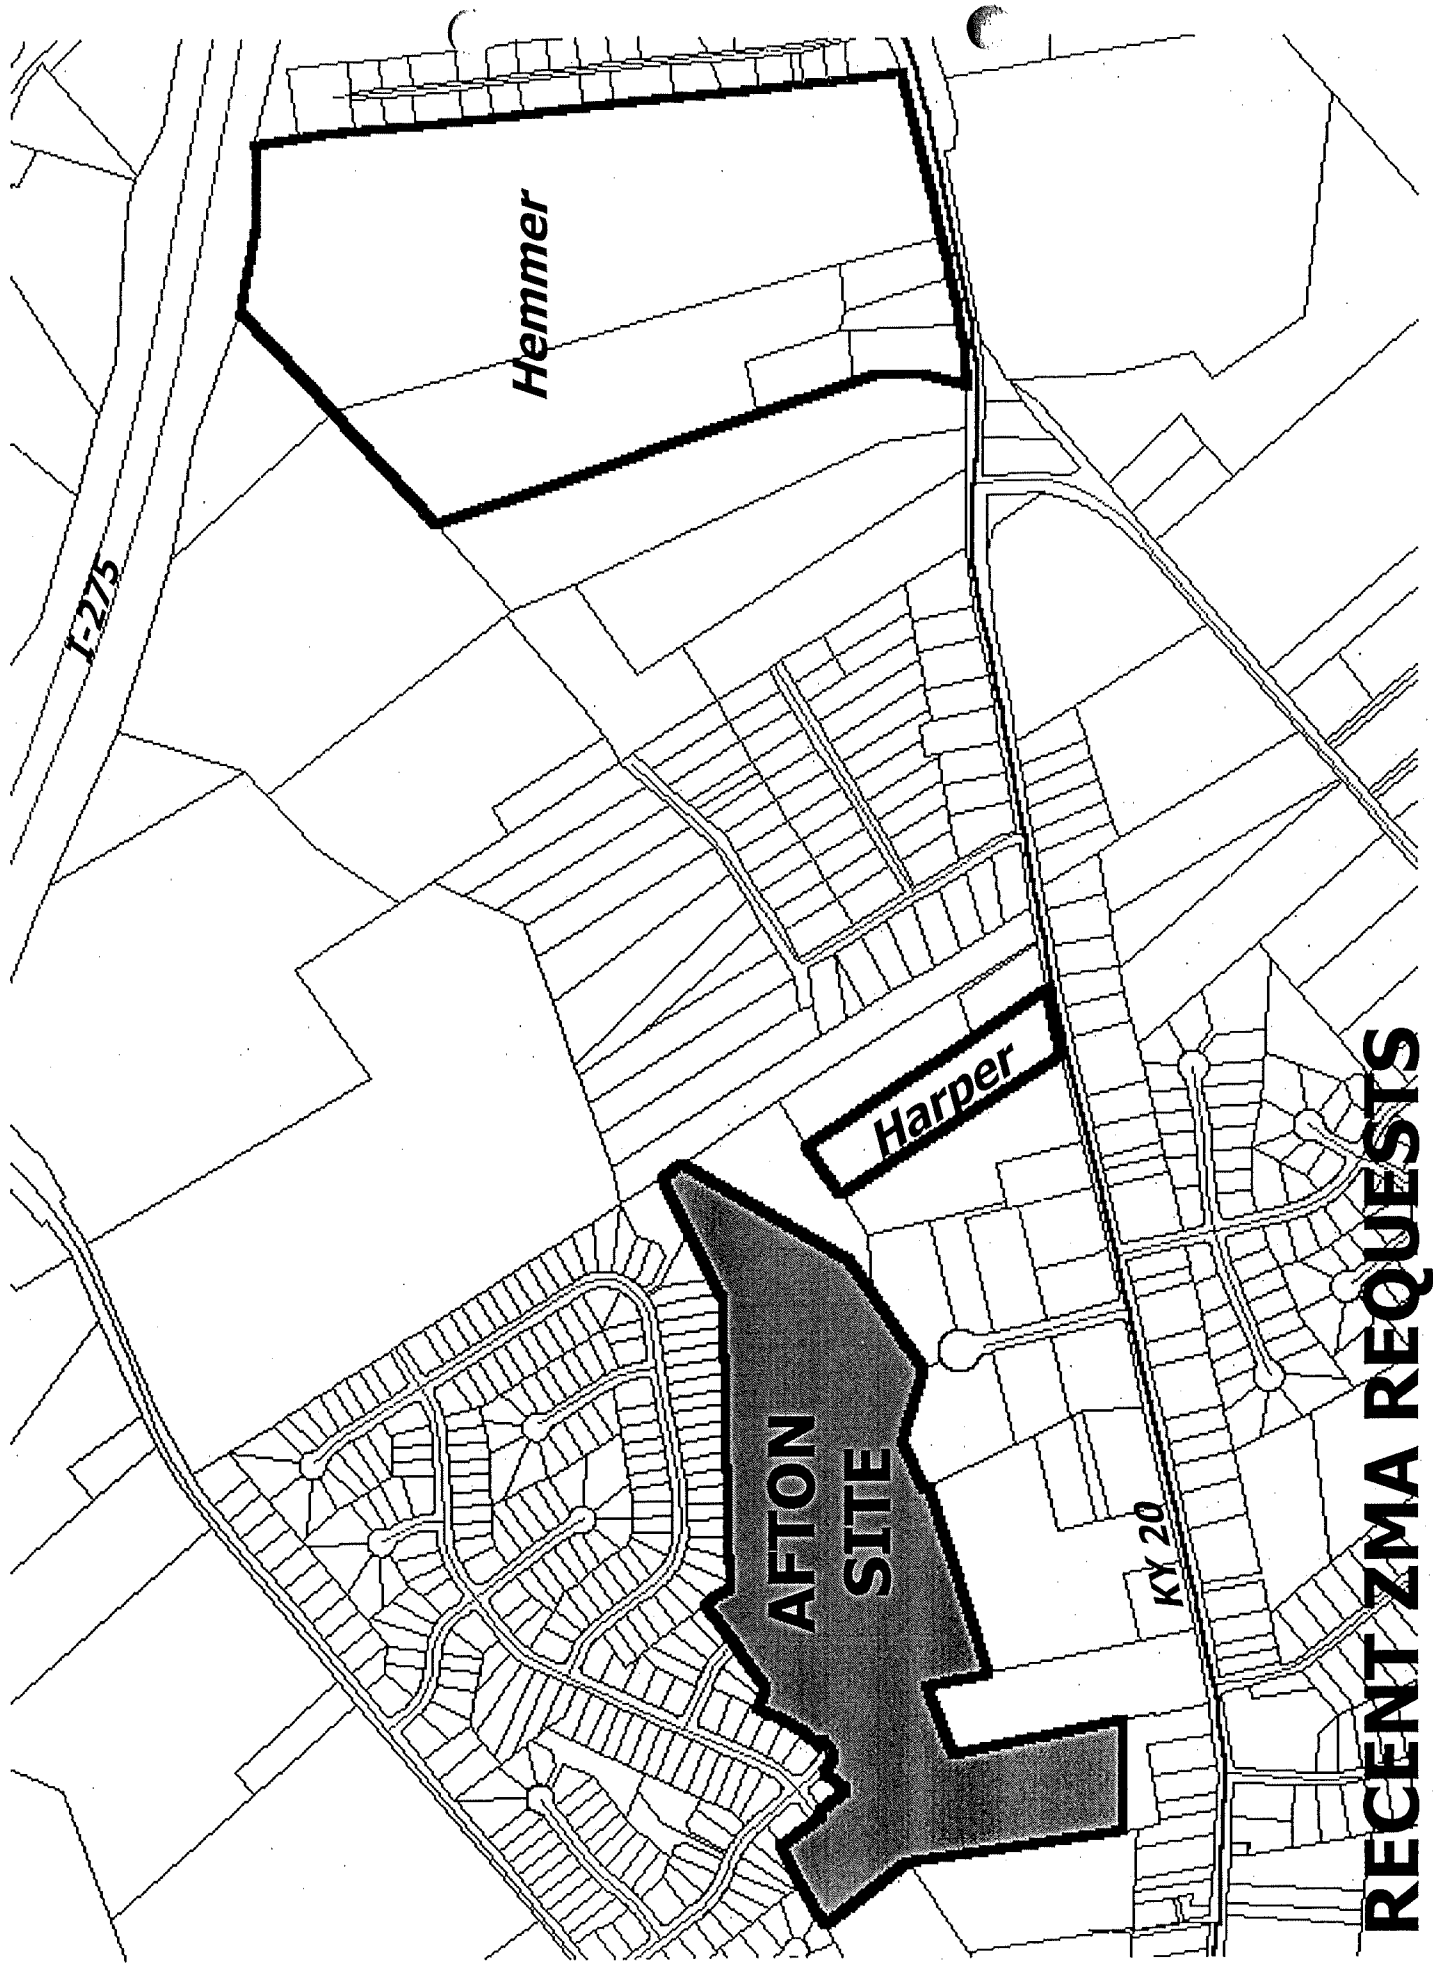 I-275
Hemmer
Harper
AFTON
SITE
KY 20
RECENT ZMA REQUESTS